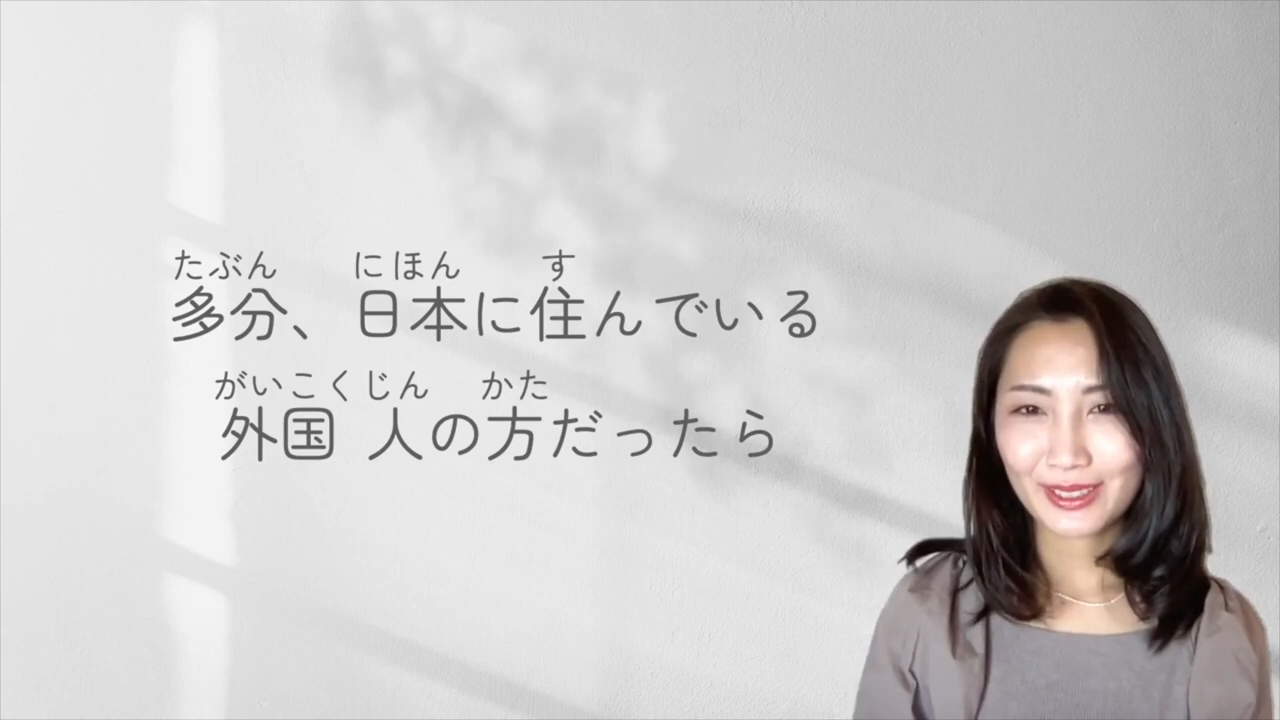 たぶん にほん す
多分、日本に住んでいる
がいこくじん かた
外国人の方だったら